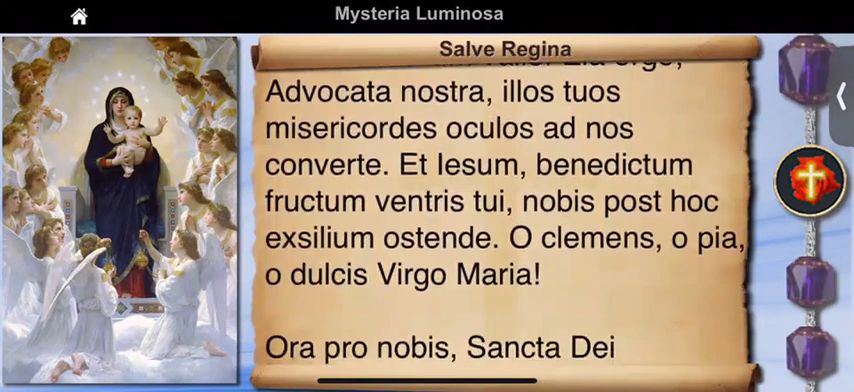 Mysteria Luminosa
Salve Regina
Advocata nostra, illos tuos
misericordes oculos ad nos
converte. Et Iesum, benedictum
fructum ventris tui, nobis post hoc
exsilium ostende. O clemens, o pia,
o dulcis Virgo Maria!
Ora pro nobis, Sancta Dei